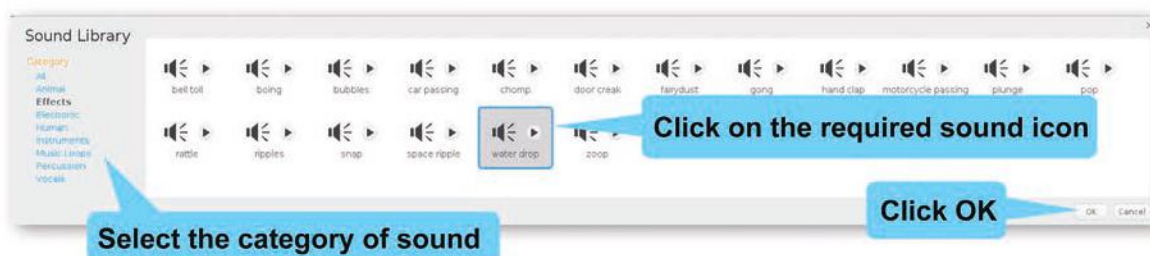 Sound Library
Category
All
Animal
Effects
Electronic
Human
Instruments
Music Loops
Percussion
Vocals
bell toll boing bubbles car passing chomp door creak fairydust gong hand clap motorcycle passing plunge pop
rattle ripples snap space ripple water drop zoop
Click on the required sound icon
Click OK
OK Cancel
Select the category of sound